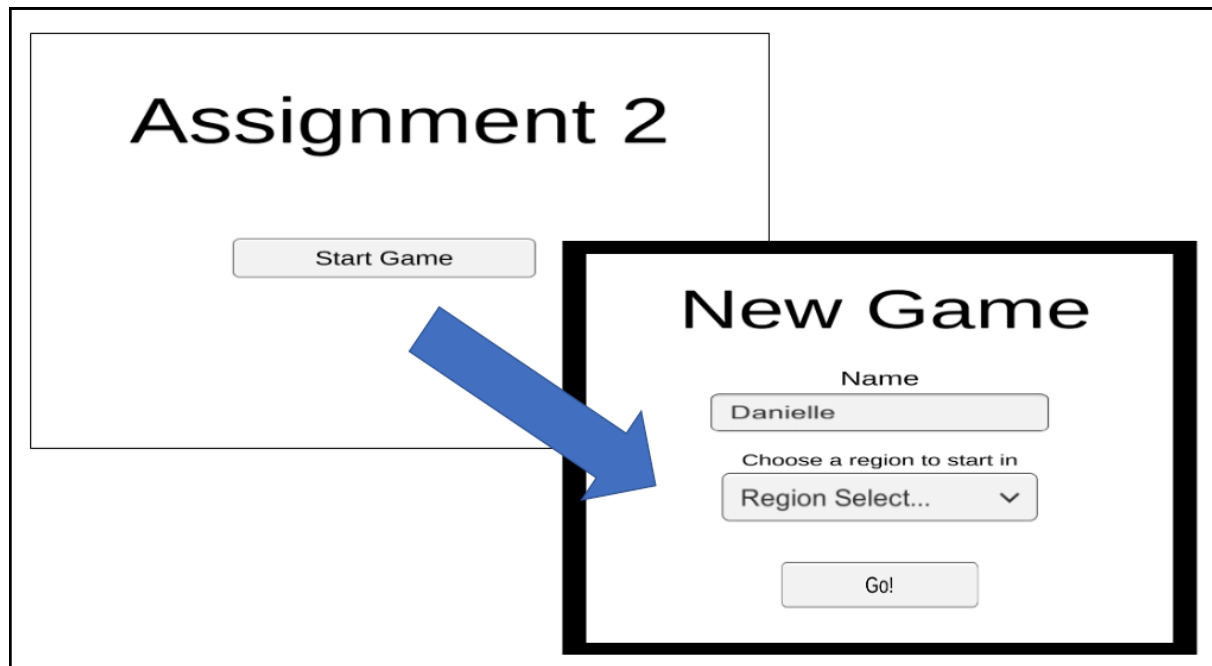 Assignment 2
Start Game
New Game
Name
Danielle
Choose a region to start in
Region Select...
Go!